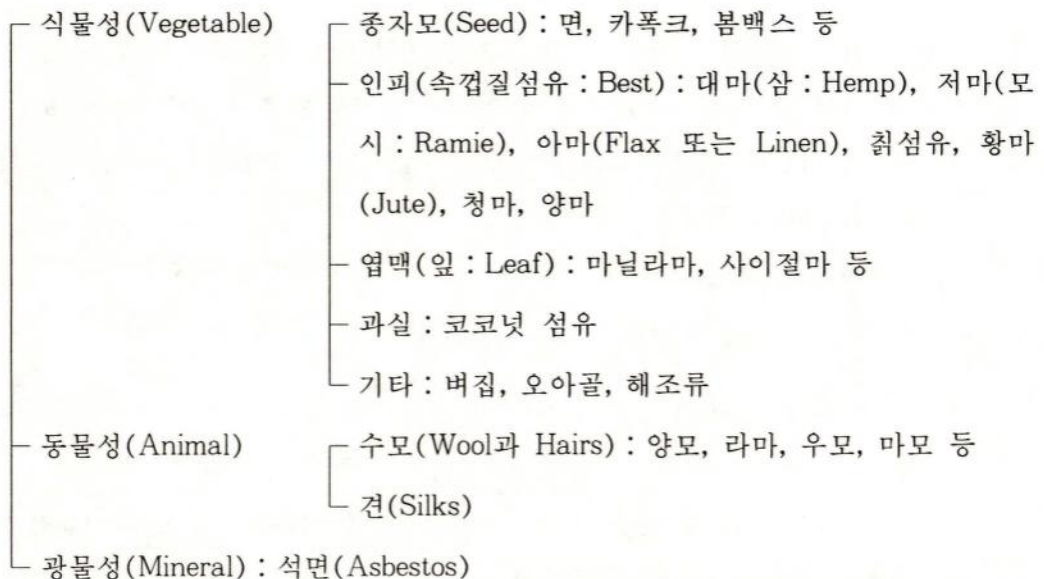 식물성(Vegetable) 종자모(Seed) : 면, 카폭크, 봄백스 등
인피(속껍질섬유 : Best) : 대마(삼 : Hemp), 저마(모
시 : Ramie), 아마(Flax 또는 Linen), 칡섬유, 황마
(Jute), 청마, 양마
엽맥(잎 : Leaf) : 마닐라마, 사이절마 등
과실 : 코코넛 섬유
기타 : 벼집, 오아골, 해조류
동물성(Animal) 수모(Wool과 Hairs) : 양모, 라마, 우모, 마모 등
견(Silks)
광물성(Mineral) : 석면(Asbestos)